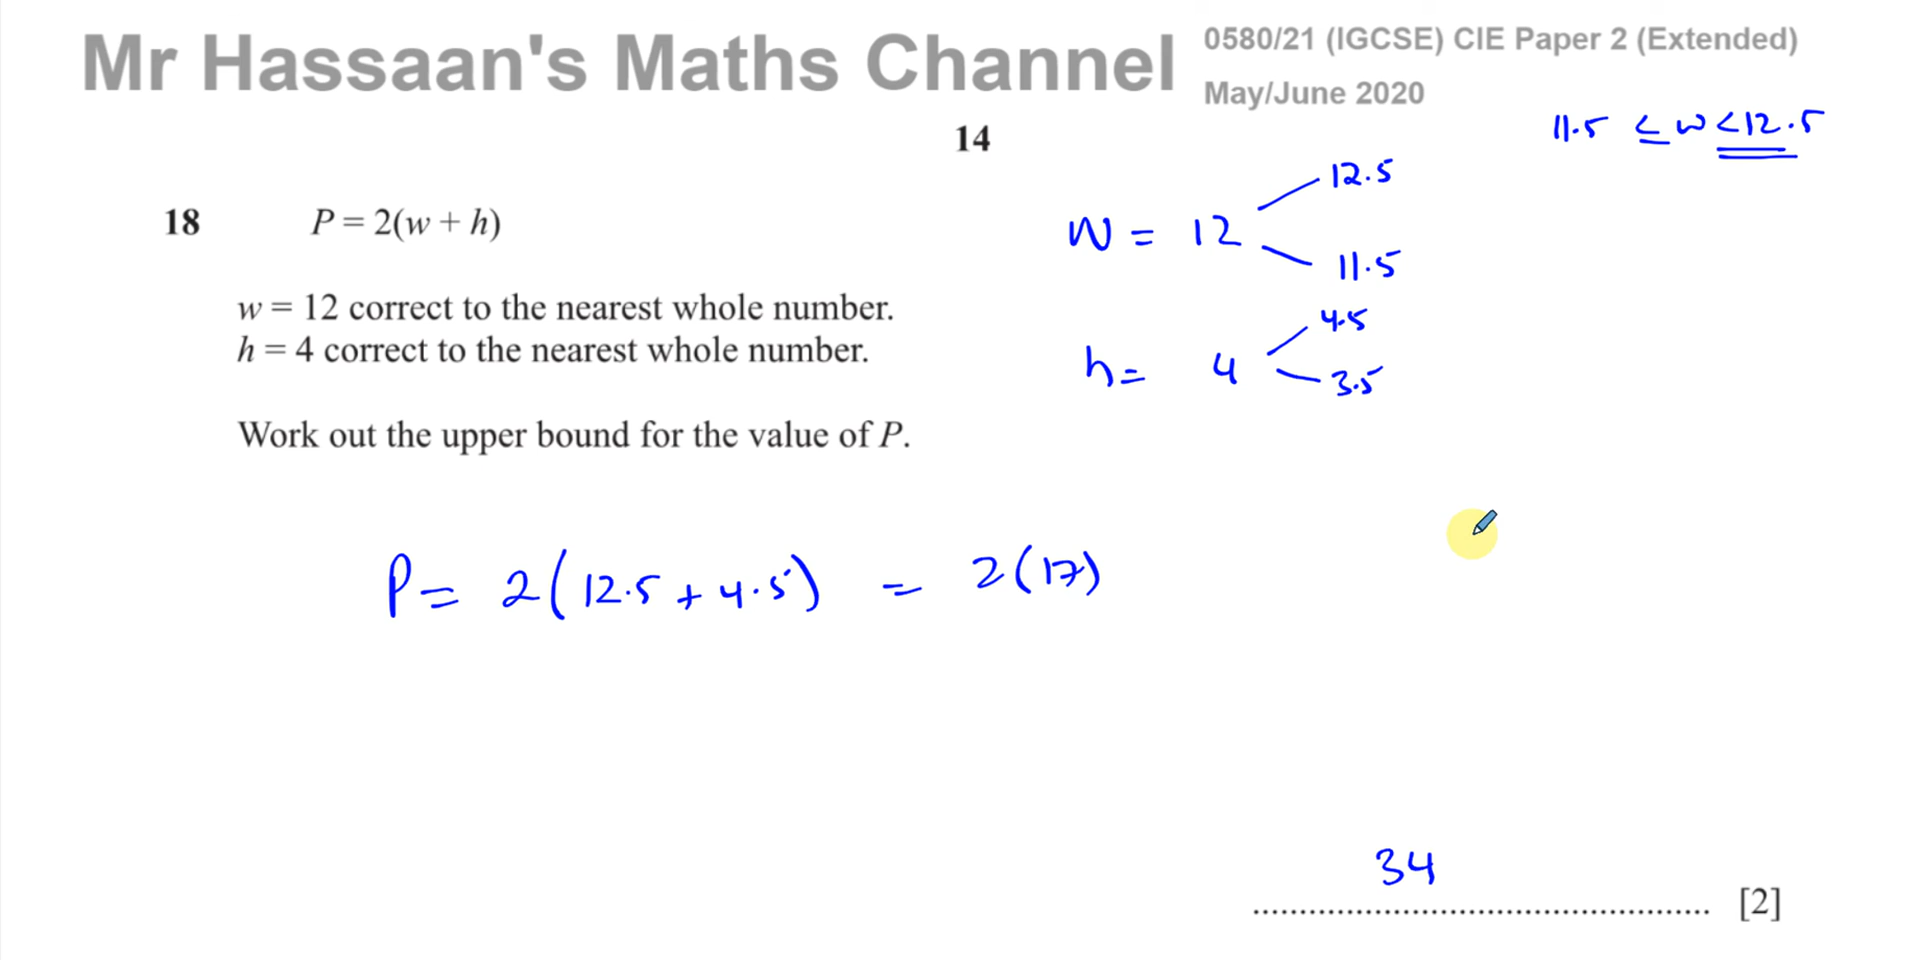 Mr Hassaan's Maths Channel
0580/21 (IGCSE) CIE Paper 2 (Extended)
May/June 2020
14
11.5 ≤ w < 12.5
18 P = 2(w + h)
w = 12 correct to the nearest whole number.
h = 4 correct to the nearest whole number.
Work out the upper bound for the value of P.
W = 12
12.5
11.5
h = 4
4.5
3.5
P = 2(12.5 + 4.5) = 2(17)
34
[2]